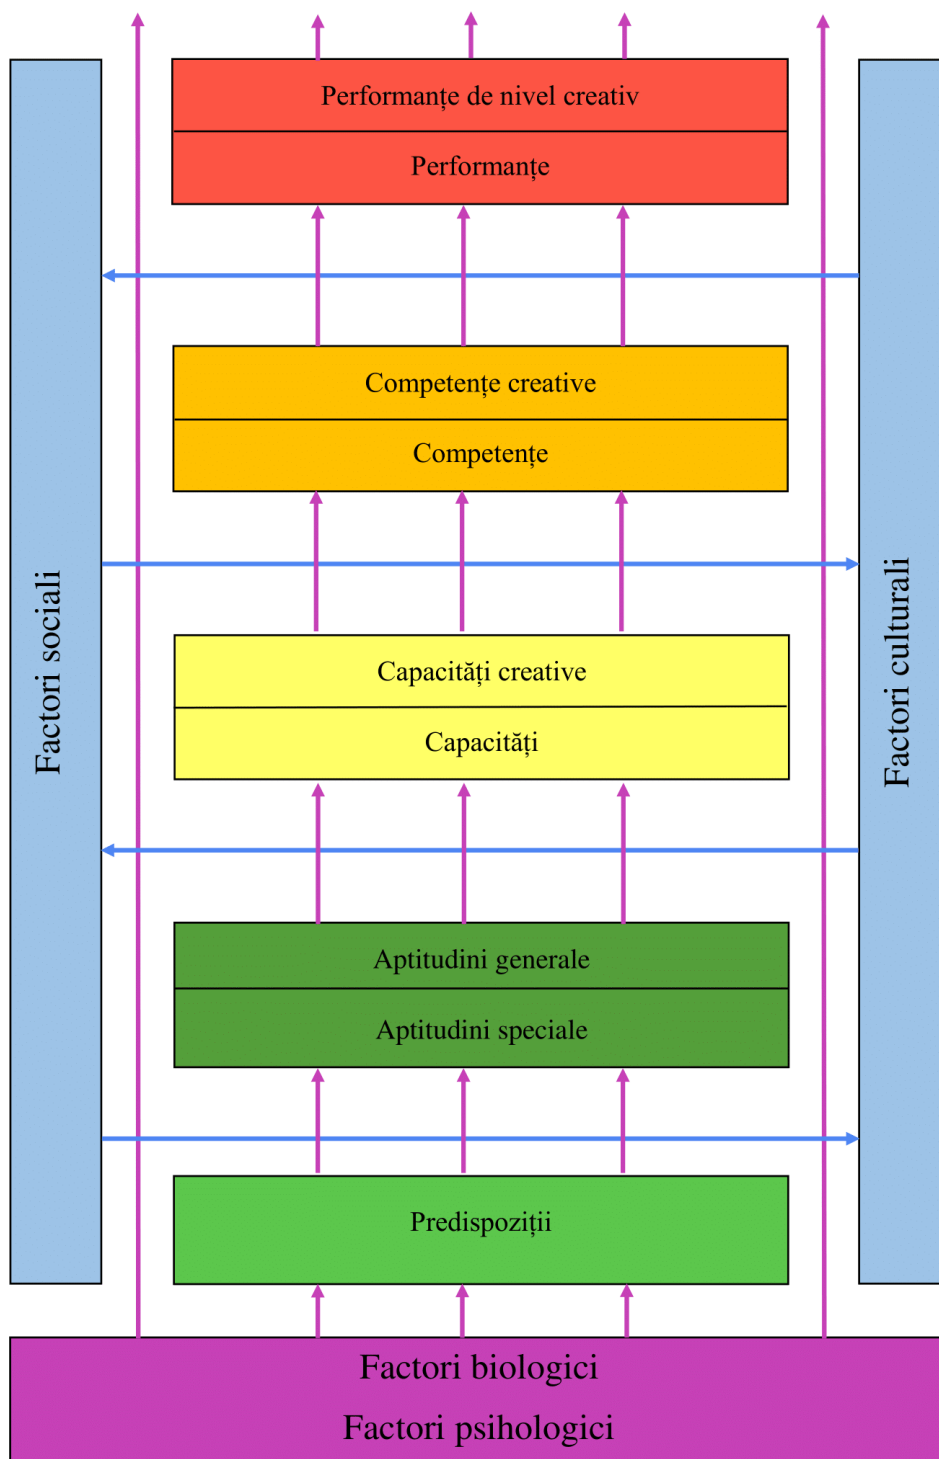 Performanțe de nivel creativ
Performanțe
Competențe creative
Competențe
Factori sociali
Factori culturali
Capacități creative
Capacități
Aptitudini generale
Aptitudini speciale
Predispoziții
Factori biologici
Factori psihologici